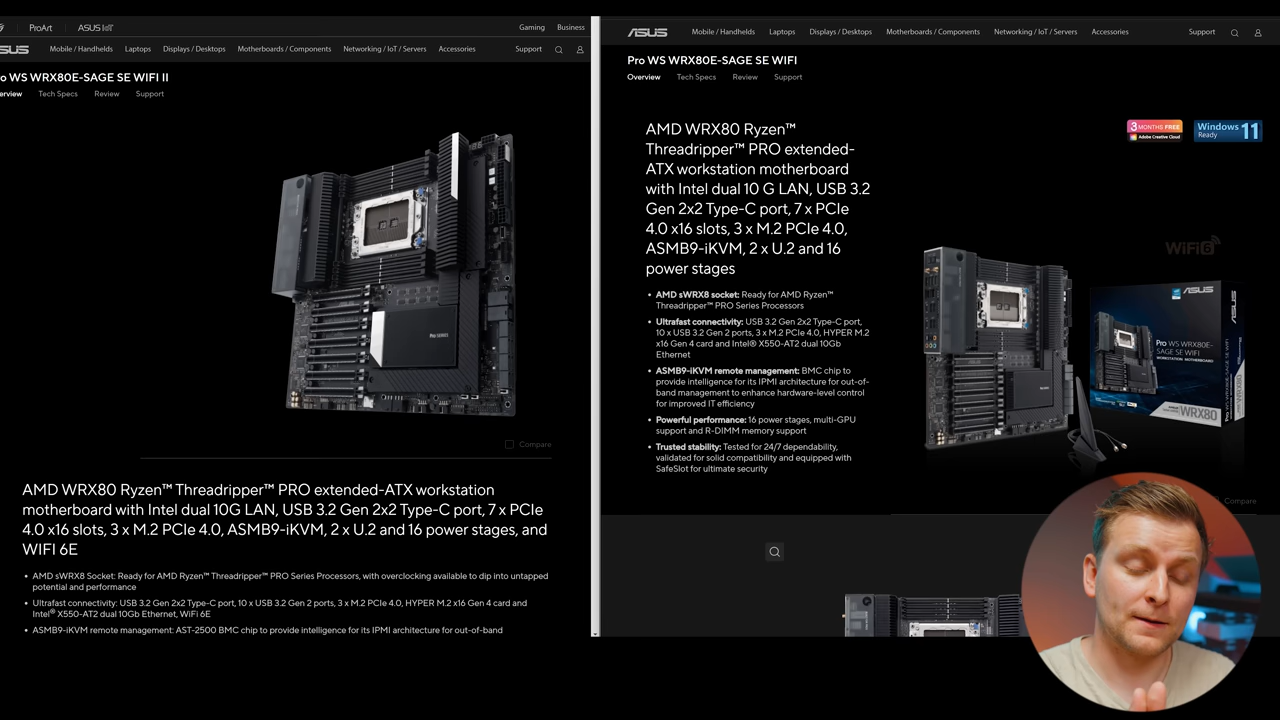 ProArt
Gaming Business
Mobile / Handhelds Laptops Displays / Desktops Motherboards / Components Networking / IoT / Servers Accessories Support
WS WRX80E-SAGE SE WIFI II
Tech Specs Review Support
Pro SERIES
Compare
AMD WRX80 Ryzen™ Threadripper™ PRO extended-ATX workstation
motherboard with Intel dual 10G LAN, USB 3.2 Gen 2x2 Type-C port, 7 x PCIe
4.0 x16 slots, 3 x M.2 PCIe 4.0, ASMB9-iKVM, 2 x U.2 and 16 power stages, and
WIFI 6E
• AMD sWRX8 Socket: Ready for AMD Ryzen™ Threadripper™ PRO Series Processors, with overclocking available to dip into untapped
potential and performance
• Ultrafast connectivity: USB 3.2 Gen 2x2 Type-C port, 10 x USB 3.2 Gen 2 ports, 3 x M.2 PCIe 4.0, HYPER M.2 x16 Gen 4 card and
Intel® X550-AT2 dual 10Gb Ethernet, WiFi 6E
• ASMB9-iKVM remote management: AST-2500 BMC chip to provide intelligence for its IPMI architecture for out-of-band
ASUS Mobile / Handhelds Laptops Displays / Desktops Motherboards / Components Networking / IoT / Servers Accessories Support
Pro WS WRX80E-SAGE SE WIFI
Overview Tech Specs Review Support
AMD WRX80 Ryzen™
Threadripper™ PRO extended-
ATX workstation motherboard
with Intel dual 10 G LAN, USB 3.2
Gen 2x2 Type-C port, 7 x PCIe
4.0 x16 slots, 3 x M.2 PCIe 4.0,
ASMB9-iKVM, 2 x U.2 and 16
power stages
• AMD sWRX8 socket: Ready for AMD Ryzen™
Threadripper™ PRO Series Processors
• Ultrafast connectivity: USB 3.2 Gen 2x2 Type-C port,
10 x USB 3.2 Gen 2 ports, 3 x M.2 PCIe 4.0, HYPER M.2
x16 Gen 4 card and Intel® X550-AT2 dual 10Gb
Ethernet
• ASMB9-iKVM remote management: BMC chip to
provide intelligence for its IPMI architecture for out-of-
band management to enhance hardware-level control
for improved IT efficiency
• Powerful performance: 16 power stages, multi-GPU
support and R-DIMM memory support
• Trusted stability: Tested for 24/7 dependability,
validated for solid compatibility and equipped with
SafeSlot for ultimate security
3 MONTHS FREE
Adobe Creative Cloud
Windows 11
Ready
WiFi 6
ASUS
Pro WS WRX80E-
SAGE SE WIFI
WORKSTATION MOTHERBOARD
WRX80
Compare